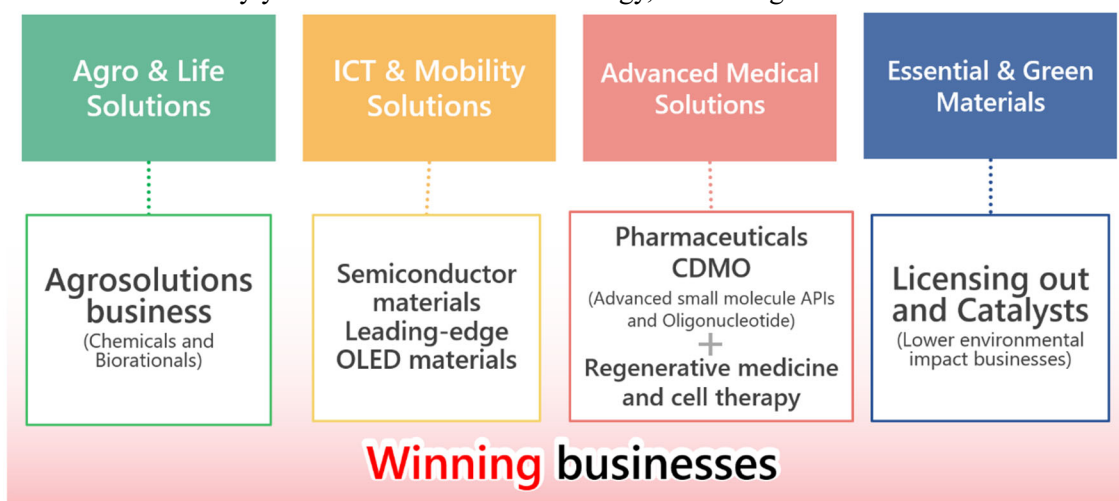 Agro & Life
Solutions
ICT & Mobility
Solutions
Advanced Medical
Solutions
Essential & Green
Materials
Agrosolutions
business
(Chemicals and
Biorationals)
Semiconductor
materials
Leading-edge
OLED materials
Pharmaceuticals
CDMO
(Advanced small molecule APIs
and Oligonucleotide)
+
Regenerative medicine
and cell therapy
Licensing out
and Catalysts
(Lower environmental
impact businesses)
Winning businesses